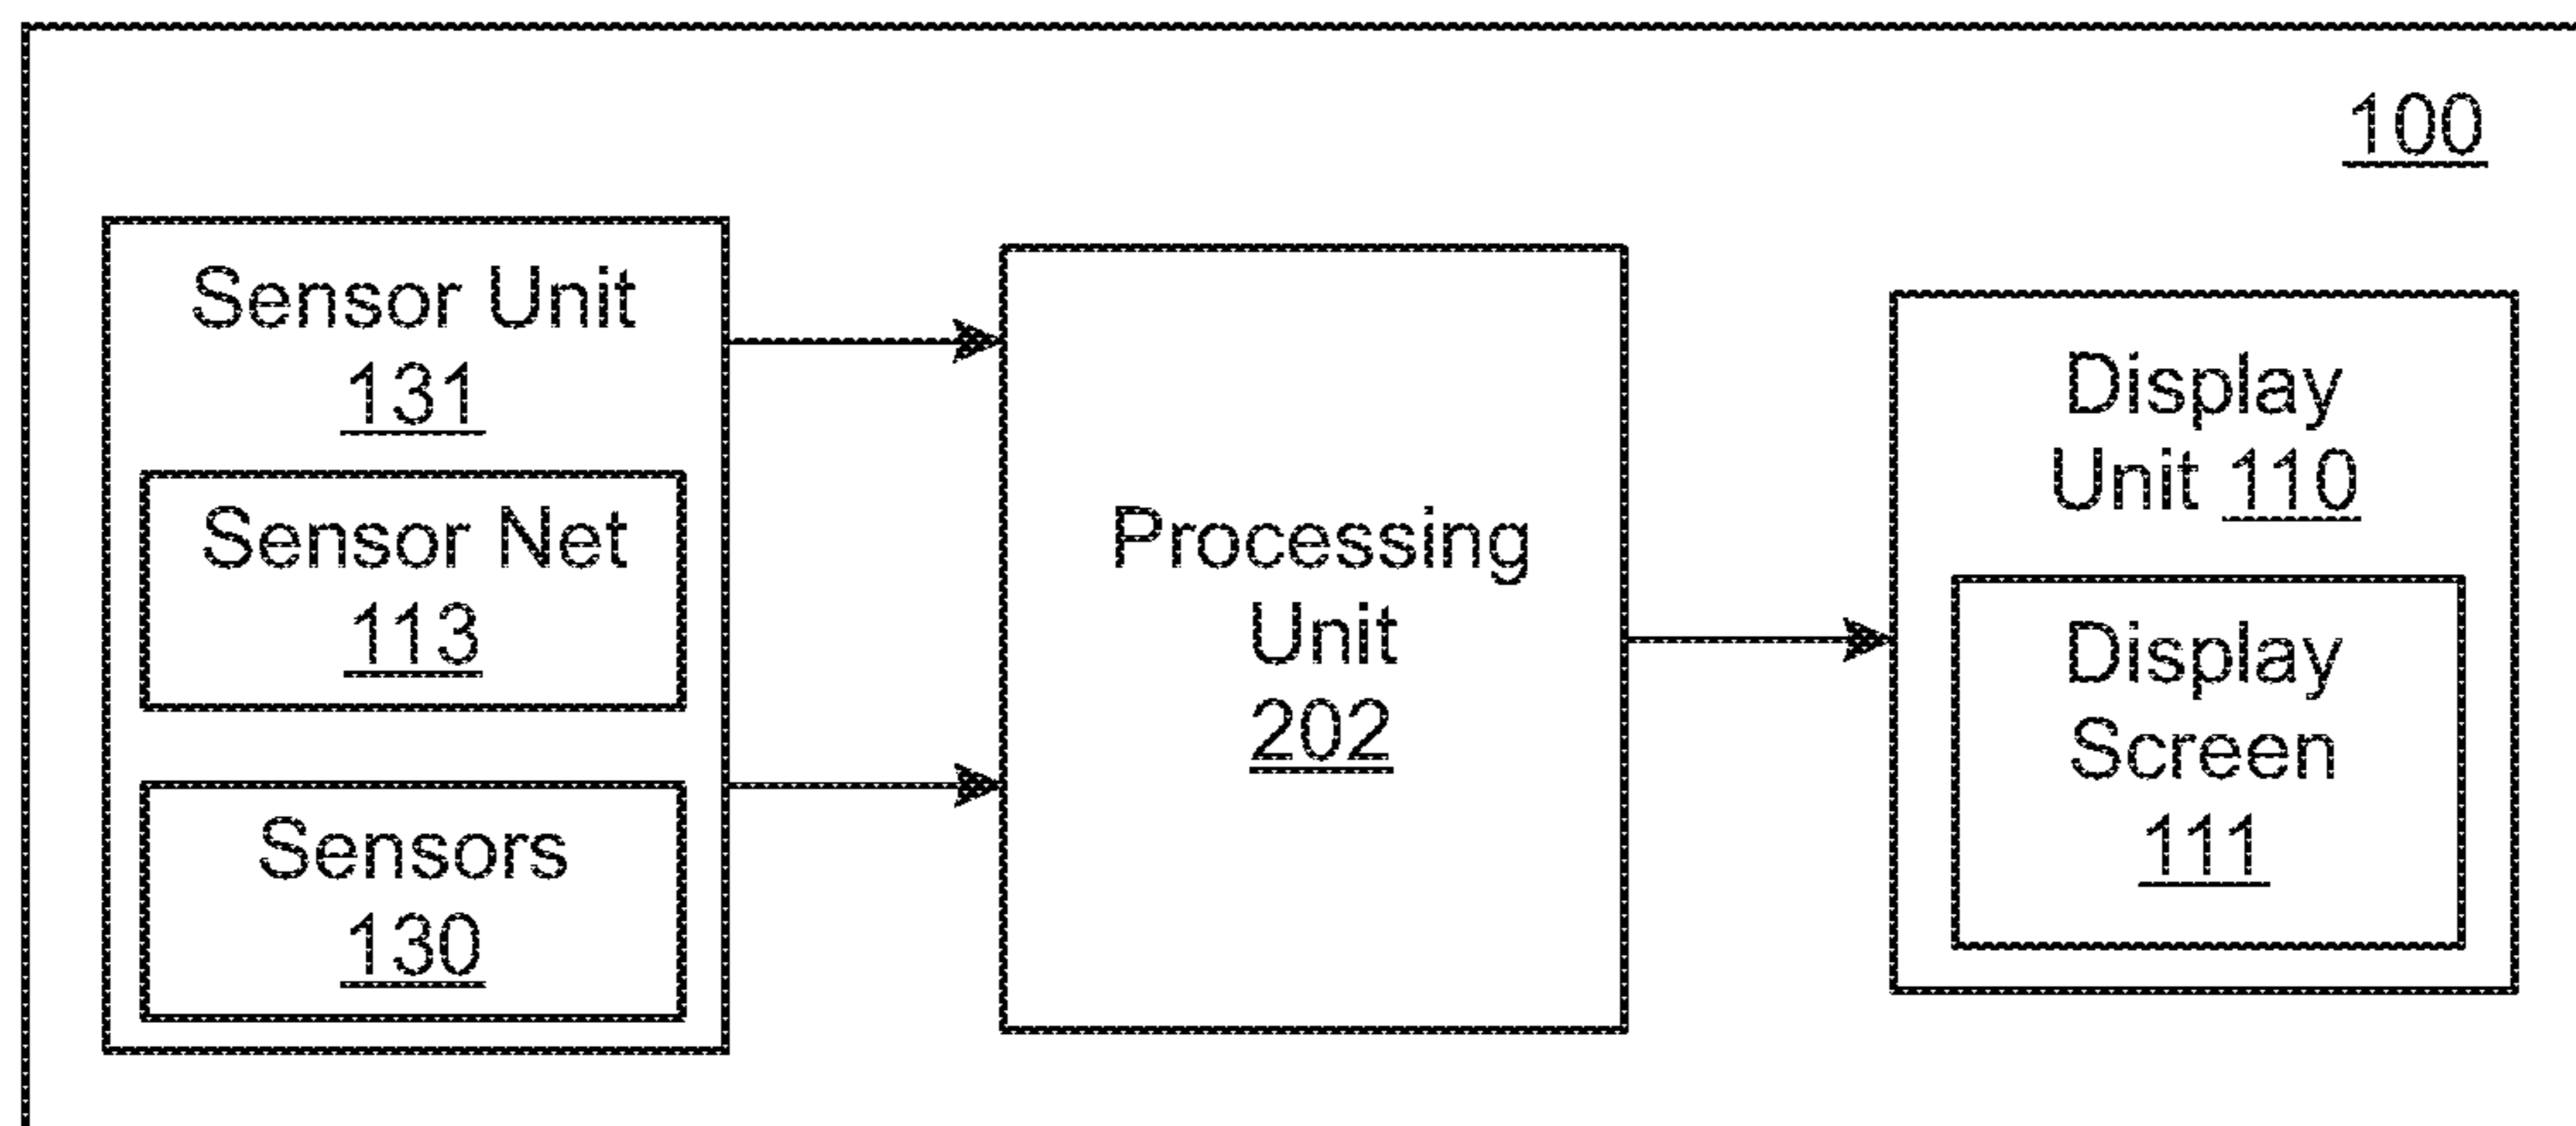 100
Sensor Unit
131
Sensor Net
113
Sensors
130
Processing
Unit
202
Display
Unit 110
Display
Screen
111